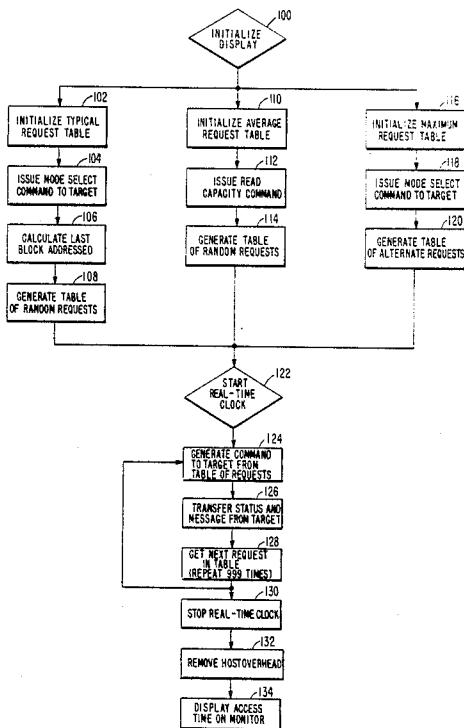 100
INITIALIZE
DISPLAY
102
INITIALIZE TYPICAL
REQUEST TABLE
104
ISSUE MODE SELECT
COMMAND TO TARGET
106
CALCULATE LAST
BLOCK ADDRESSED
108
GENERATE TABLE
OF RANDOM REQUESTS
110
INITIALIZE AVERAGE
REQUEST TABLE
112
ISSUE READ
CAPACITY COMMAND
114
GENERATE TABLE
OF RANDOM REQUESTS
116
INITIALIZE MAXIMUM
REQUEST TABLE
118
ISSUE MODE SELECT
COMMAND TO TARGET
120
GENERATE TABLE
OF ALTERNATE REQUESTS
122
START
REAL-TIME
CLOCK
124
GENERATE COMMAND
TO TARGET FROM
TABLE OF REQUESTS
126
TRANSFER STATUS AND
MESSAGE FROM TARGET
128
GET NEXT REQUEST
IN TABLE
(REPEAT 999 TIMES)
130
STOP REAL-TIME CLOCK
132
REMOVE HOST OVERHEAD
134
DISPLAY ACCESS
TIME ON MONITOR